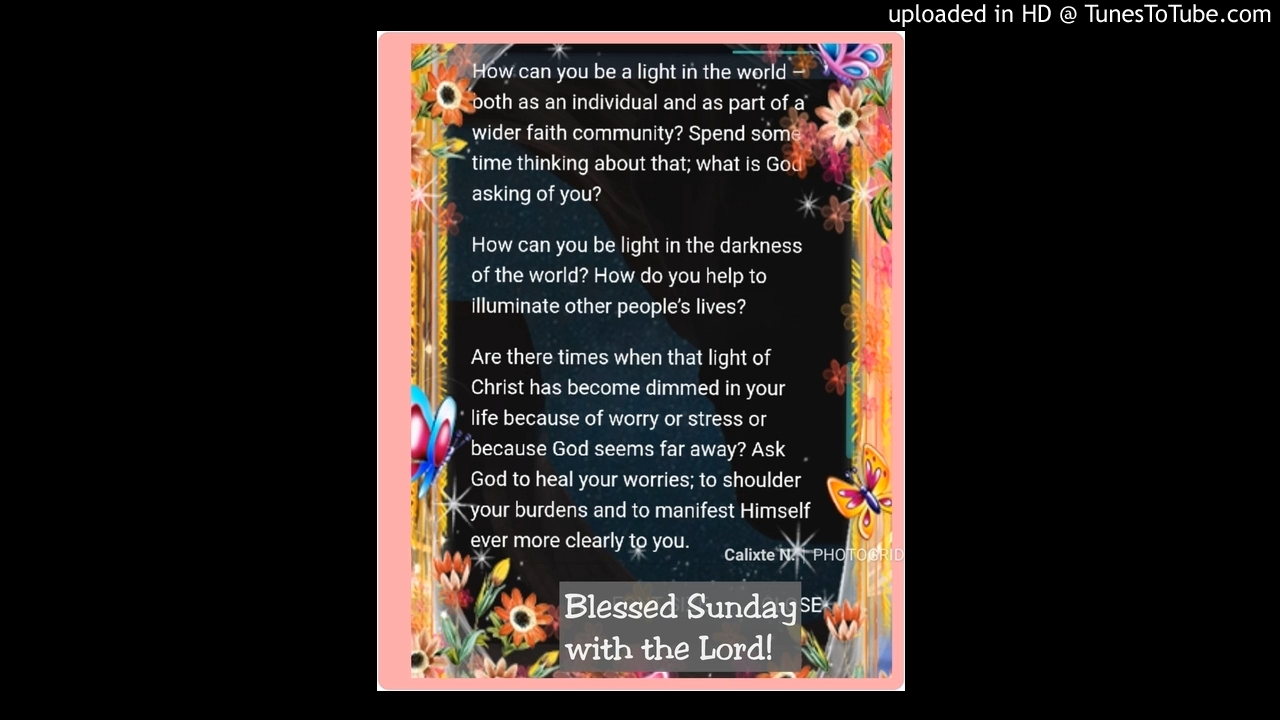 uploaded in HD @ TunesToTube.com
How can you be a light in the world –
both as an individual and as part of a
wider faith community? Spend some
time thinking about that; what is God
asking of you?
How can you be light in the darkness
of the world? How do you help to
illuminate other people’s lives?
Are there times when that light of
Christ has become dimmed in your
life because of worry or stress or
because God seems far away? Ask
God to heal your worries; to shoulder
your burdens and to manifest Himself
ever more clearly to you.
Calixte N. PHOTOGRID
Blessed Sunday
with the Lord!